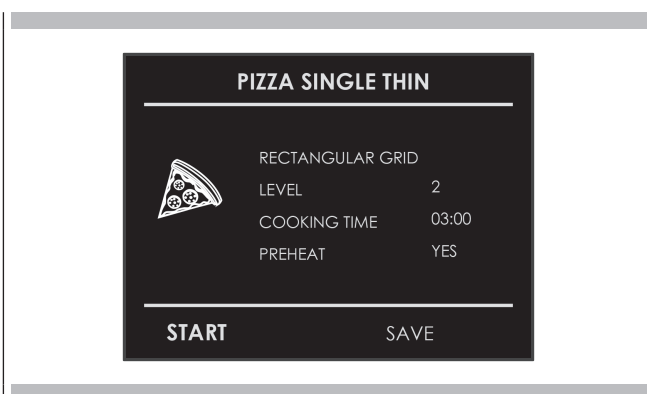 PIZZA SINGLE THIN
RECTANGULAR GRID
LEVEL 2
COOKING TIME 03:00
PREHEAT YES
START SAVE